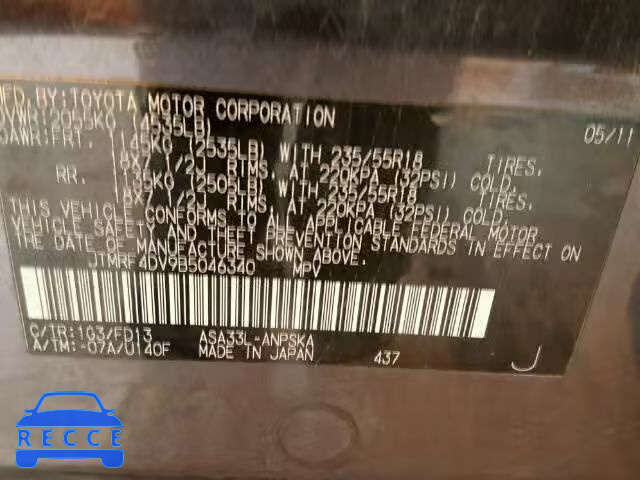 MFD. BY: TOYOTA MOTOR CORPORATION 05/11
GVWR: 2055KG (4535LB)
GAWR: FRT. 1145KG (2535LB) WITH 235/55R18 TIRES,
18X7 1/2J RIMS, AT 220KPA (32PSI) COLD.
RR. (2505LB) WITH 235/55R18 TIRES,
18X7 1/2J RIMS, AT 220KPA (32PSI) COLD.
THIS VEHICLE CONFORMS TO ALL APPLICABLE FEDERAL MOTOR
VEHICLE SAFETY AND THEFT PREVENTION STANDARDS IN EFFECT ON
THE DATE OF MANUFACTURE SHOWN ABOVE.
JTMRF4DV9B5046340 MPV
C/TR: 1G3/FD13 ASA33L-ANPSKA
A/TM: -07A/U140F MADE IN JAPAN 437 J
RECCE